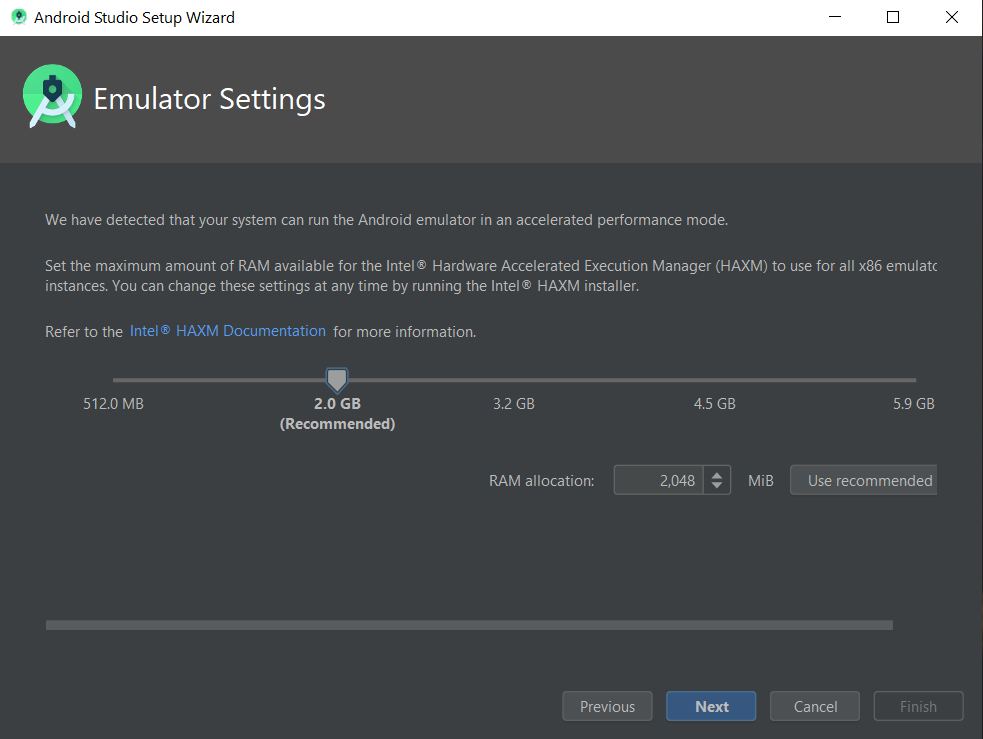 Android Studio Setup Wizard
Emulator Settings
We have detected that your system can run the Android emulator in an accelerated performance mode.
Set the maximum amount of RAM available for the Intel® Hardware Accelerated Execution Manager (HAXM) to use for all x86 emulato
instances. You can change these settings at any time by running the Intel® HAXM installer.
Refer to the Intel® HAXM Documentation for more information.
512.0 MB 2.0 GB 3.2 GB 4.5 GB 5.9 GB
(Recommended)
RAM allocation: 2,048 MiB Use recommended
Previous Next Cancel Finish